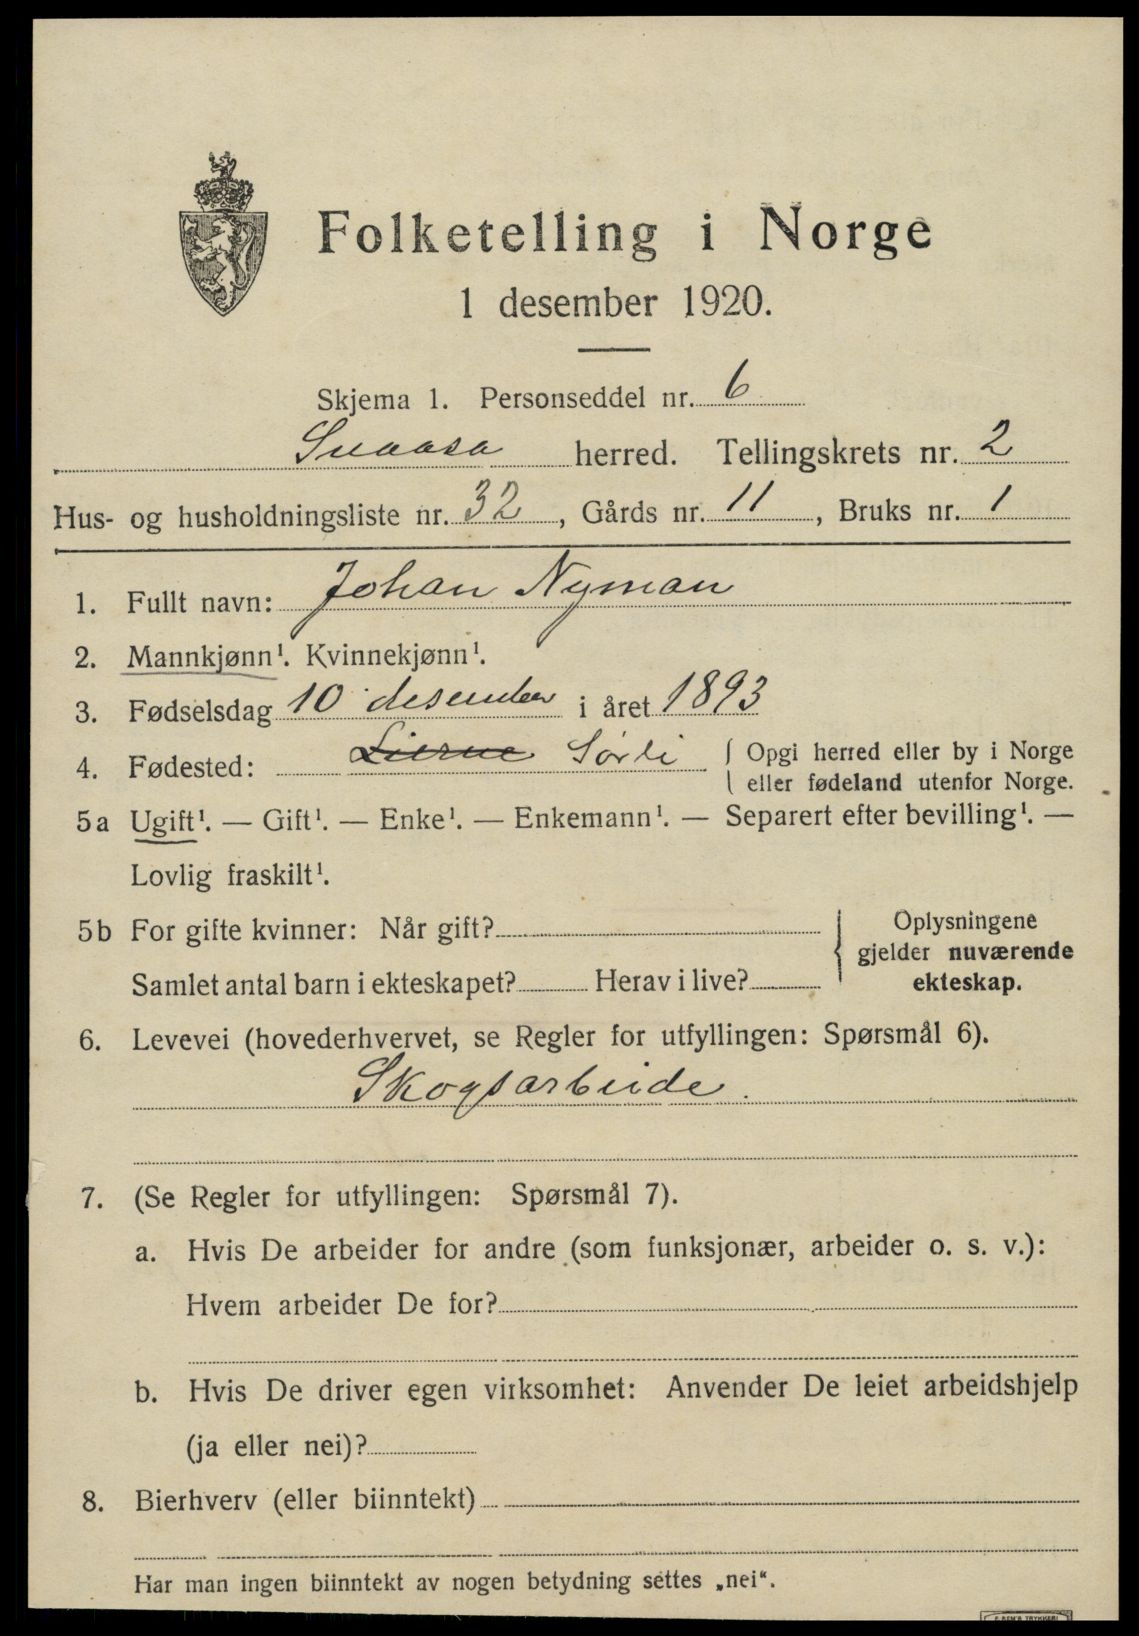 Folketelling i Norge
1 desember 1920.
Skjema 1. Personseddel nr. 6
Snaasa herred. Tellingskrets nr. 2
Hus- og husholdningsliste nr. 32, Gårds nr. 11, Bruks nr. 1
1. Fullt navn: Johan Nyman
2. Mannkjønn¹. Kvinnekjønn¹.
3. Fødselsdag 10 desember i året 1893
4. Fødested: Lierne Sørli { Opgi herred eller by i Norge
eller fødeland utenfor Norge.
5a Ugift¹. — Gift¹. — Enke¹. — Enkemann¹. — Separert efter bevilling¹. —
Lovlig fraskilt¹.
5b For gifte kvinner: Når gift?
Samlet antal barn i ekteskapet? Herav i live?
Oplysningene
gjelder nuværende
ekteskap.
6. Levevei (hovederhvervet, se Regler for utfyllingen: Spørsmål 6).
Skogsarbeide.
7. (Se Regler for utfyllingen: Spørsmål 7).
a. Hvis De arbeider for andre (som funksjonær, arbeider o. s. v.):
Hvem arbeider De for?
b. Hvis De driver egen virksomhet: Anvender De leiet arbeidshjelp
(ja eller nei)?
8. Bierhverv (eller biinntekt)
Har man ingen biinntekt av nogen betydning settes „nei“.